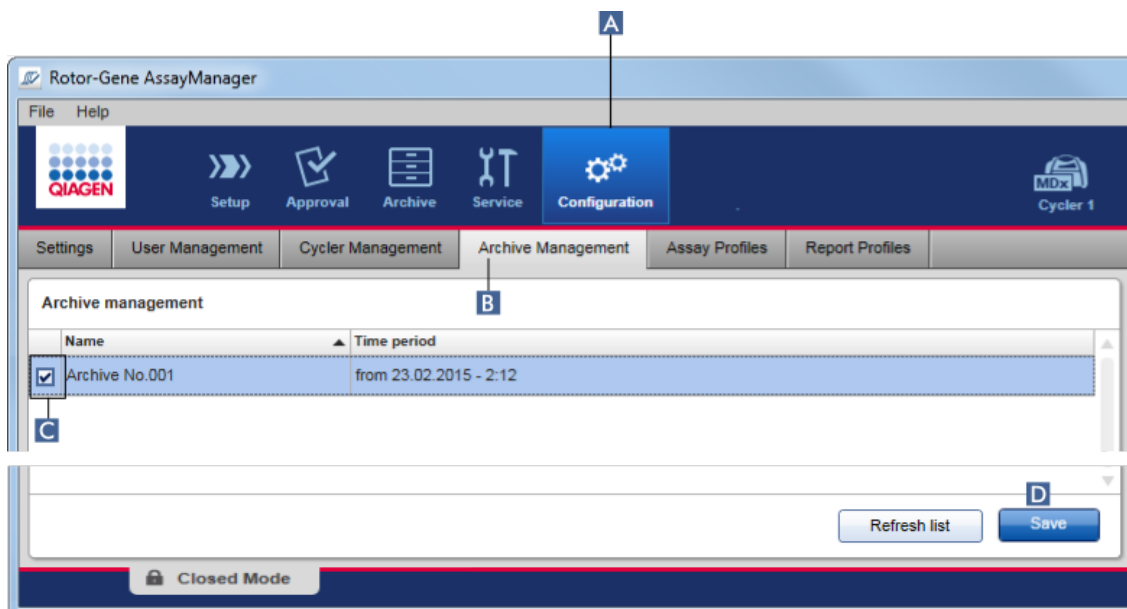 A
Rotor-Gene AssayManager
File Help
QIAGEN
Setup
Approval
Archive
Service
Configuration
MDx
Cycler 1
Settings
User Management
Cycler Management
Archive Management
Assay Profiles
Report Profiles
B
Archive management
Name
Time period
Archive No.001
from 23.02.2015 - 2:12
C
D
Refresh list
Save
Closed Mode